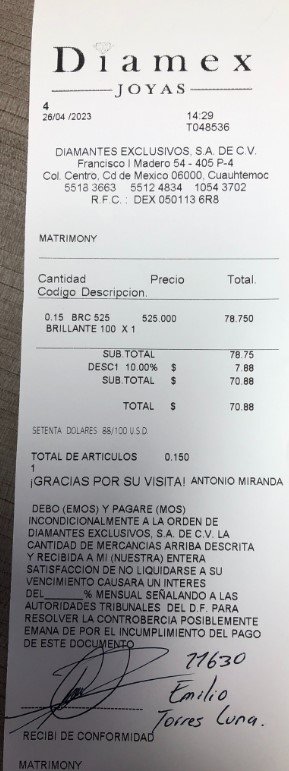 Diamex
JOYAS
4
26/04 /2023 14:29
T048536
DIAMANTES EXCLUSIVOS, S.A. DE C.V.
Francisco I Madero 54 - 405 P-4
Col. Centro, Cd de Mexico 06000, Cuauhtemoc
5518 3663 5512 4834 1054 3702
R.F.C. : DEX 050113 6R8
MATRIMONY
Cantidad Precio Total.
Codigo Descripcion.
0.15 BRC 525 525.000 78.750
BRILLANTE 100 X 1
SUB.TOTAL 78.75
DESC1 10.00% $ 7.88
SUB.TOTAL $ 70.88
TOTAL $ 70.88
SETENTA DOLARES 88/100 U.S.D.
TOTAL DE ARTICULOS 0.150
1
¡GRACIAS POR SU VISITA! ANTONIO MIRANDA
DEBO (EMOS) Y PAGARE (MOS)
INCONDICIONALMENTE A LA ORDEN DE
DIAMANTES EXCLUSIVOS, S.A. DE C.V. LA
CANTIDAD DE MERCANCIAS ARRIBA DESCRITA
Y RECIBIDA A MI (NUESTRA) ENTERA
SATISFACCION DE NO LIQUIDARSE A SU
VENCIMIENTO CAUSARA UN INTERES
DEL______% MENSUAL SEÑALANDO A LAS
AUTORIDADES TRIBUNALES DEL D.F. PARA
RESOLVER LA CONTROBERCIA POSIBLEMENTE
EMANA DE POR EL INCUMPLIMIENTO DEL PAGO
DE ESTE DOCUMENTO
71630
Emilio
Torres Luna.
RECIBI DE CONFORMIDAD
MATRIMONY